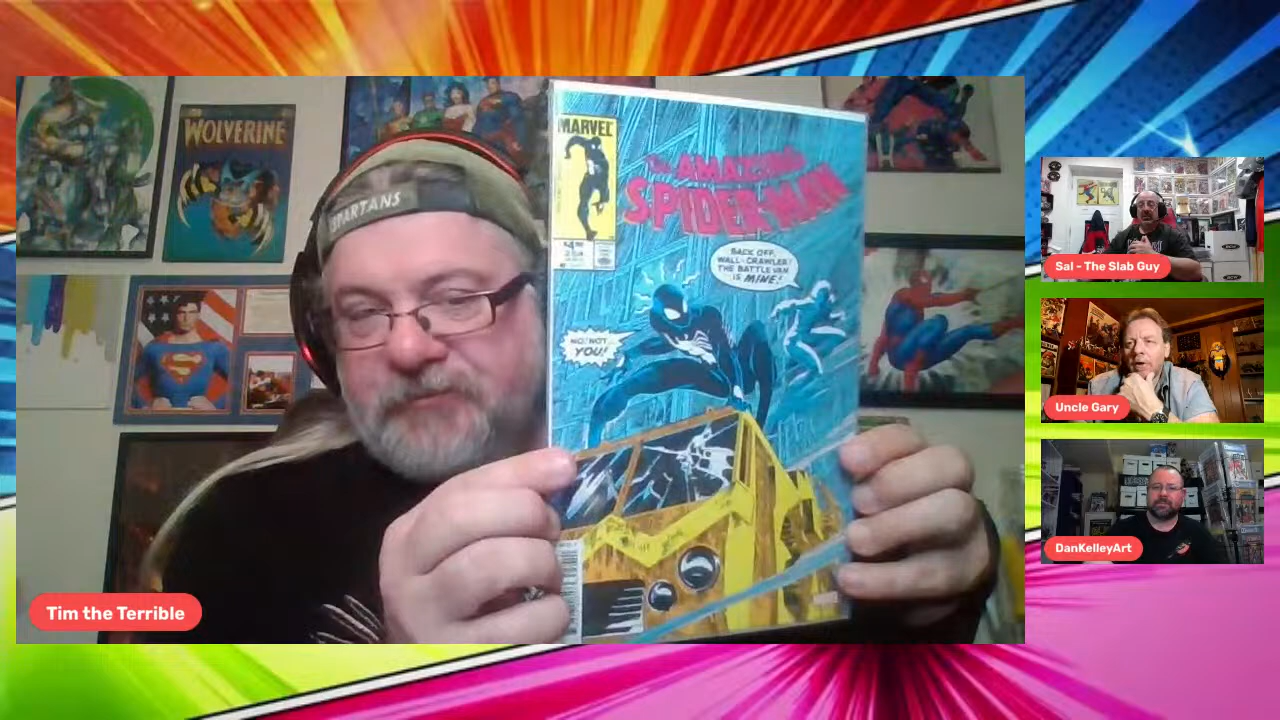 WOLVERINE
SPARTANS
MARVEL
THE AMAZING
SPIDER-MAN
BACK OFF,
WALL-CRAWLER!
THE BATTLE VAN
IS MINE!
NO! NOT...
YOU!
Tim the Terrible
Sal - The Slab Guy
Uncle Gary
DanKelleyArt